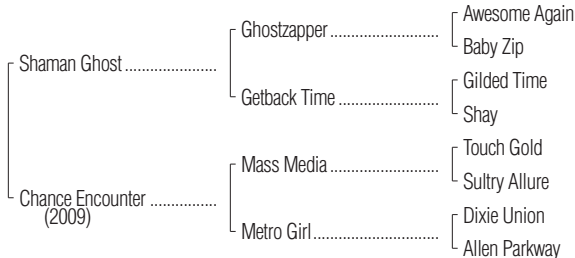 Awesome Again
Ghostzapper ..............................
Baby Zip
Shaman Ghost ......................
Gilded Time
Getback Time ............................
Shay
Touch Gold
Mass Media ..............................
Sultry Allure
Chance Encounter ................
(2009)
Dixie Union
Metro Girl ...................................
Allen Parkway